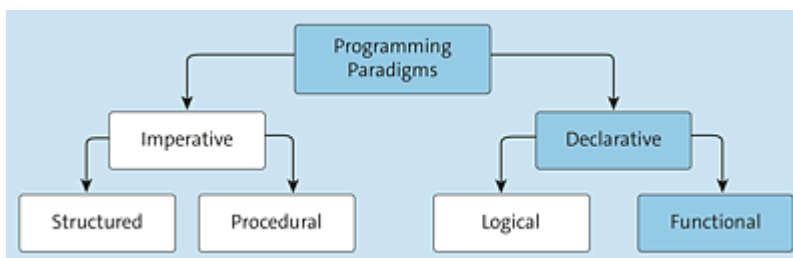 Programming
Paradigms
Imperative
Declarative
Structured
Procedural
Logical
Functional